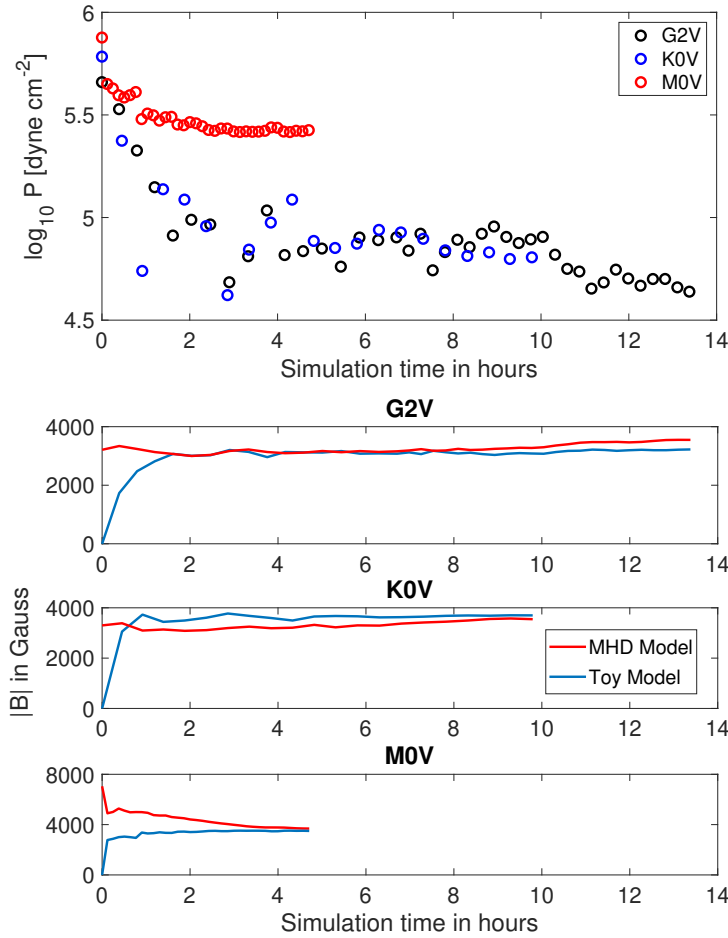 6
5.5
5
4.5
log10 P [dyne cm-2]
0 2 4 6 8 10 12 14
Simulation time in hours
G2V
K0V
M0V
G2V
4000
2000
0
0 2 4 6 8 10 12 14
K0V
4000
2000
0
|B| in Gauss
0 2 4 6 8 10 12 14
MHD Model
Toy Model
M0V
8000
4000
0
0 2 4 6 8 10 12 14
Simulation time in hours